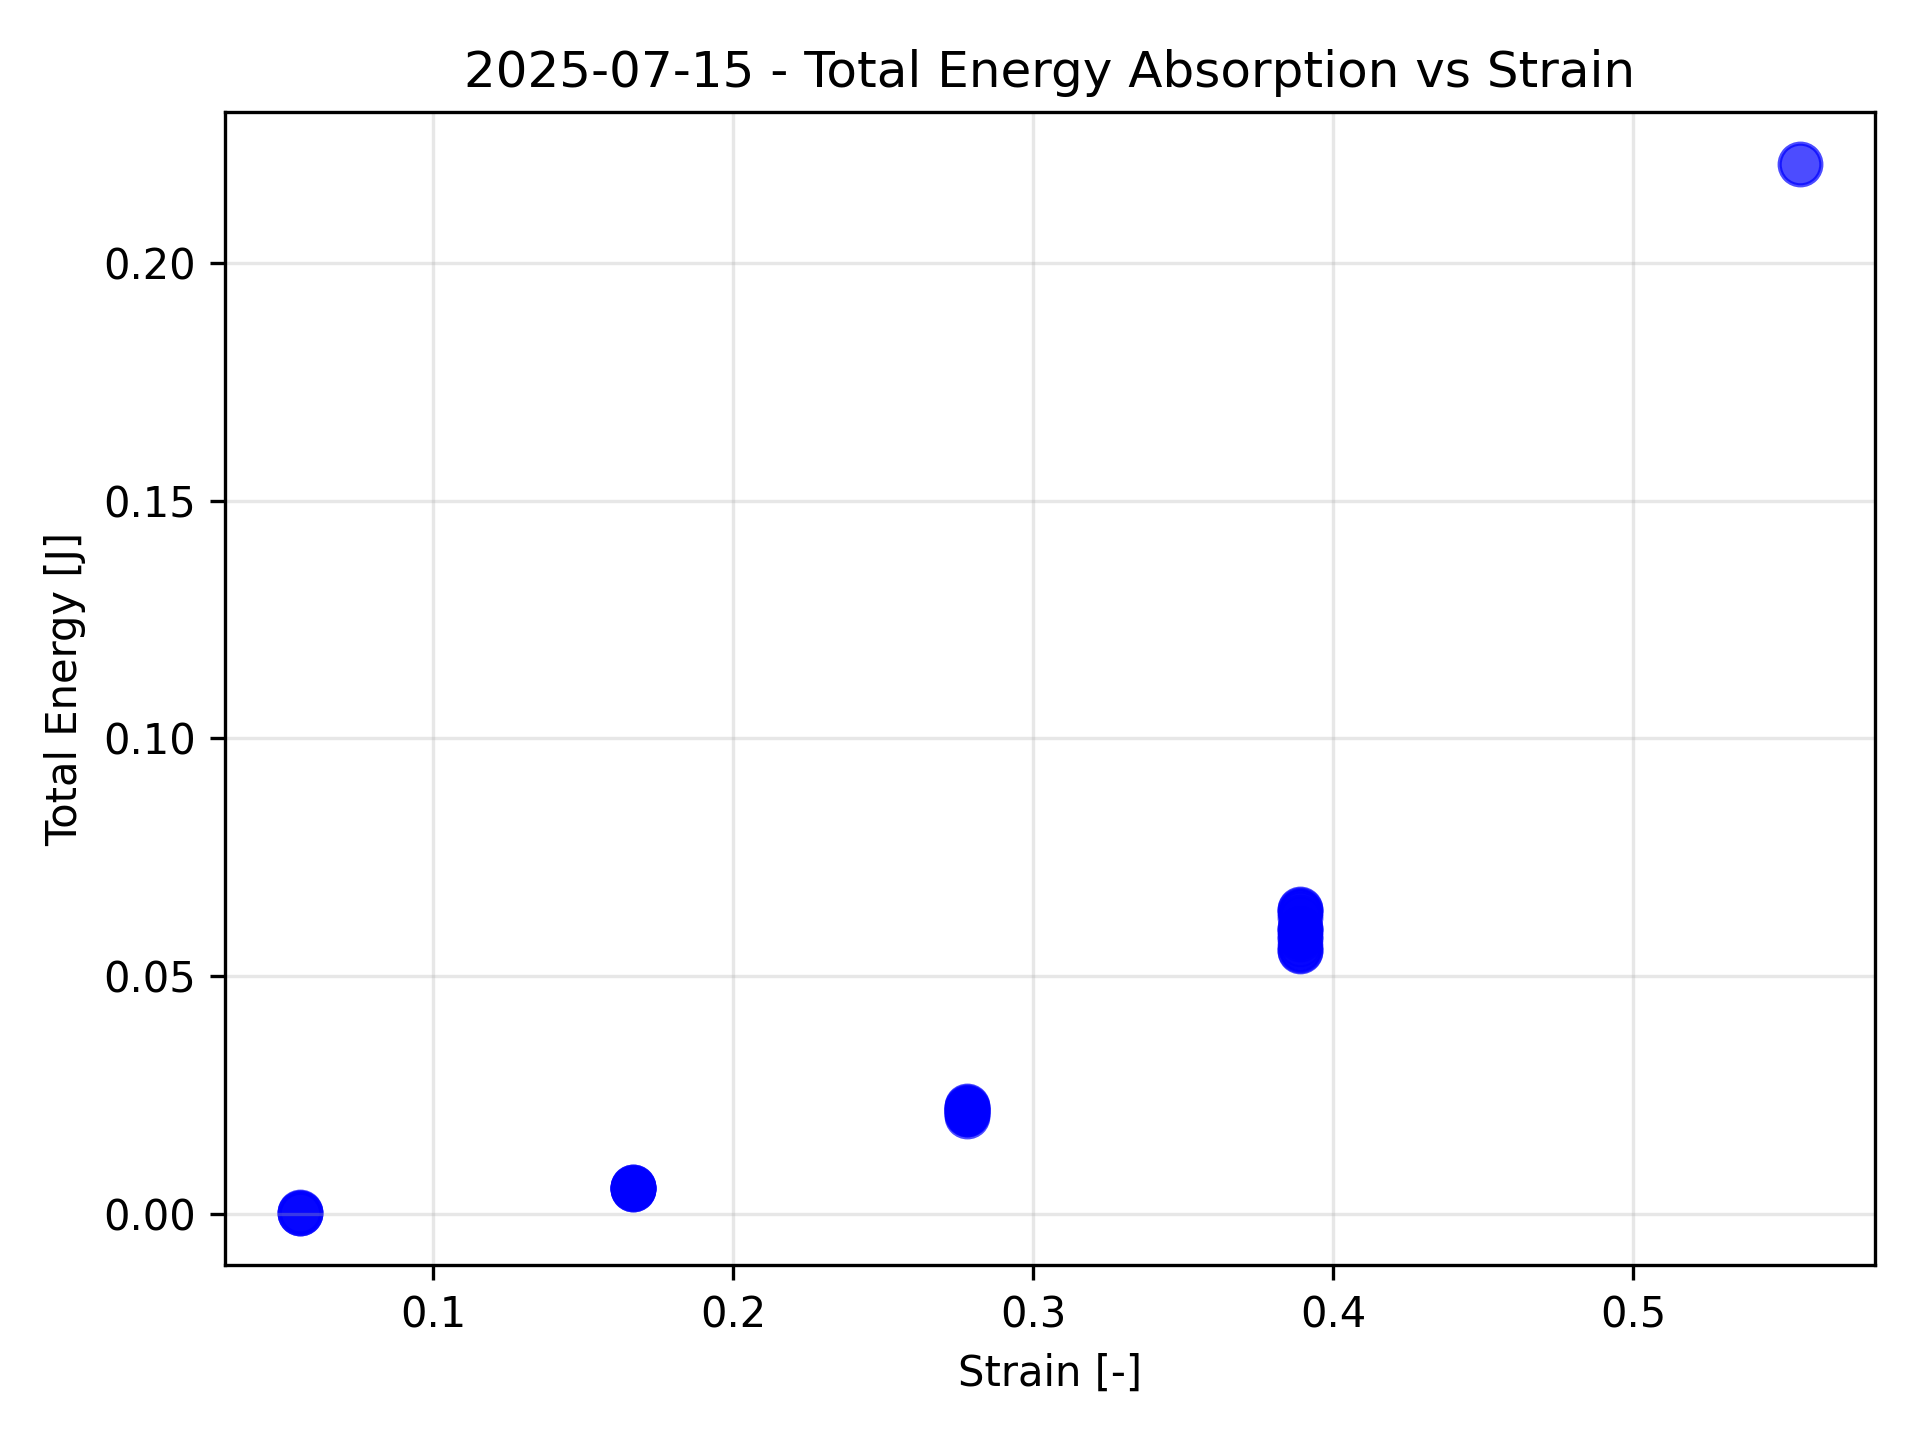 2025-07-15 - Total Energy Absorption vs Strain
Total Energy [J]
0.20
0.15
0.10
0.05
0.00
0.1 0.2 0.3 0.4 0.5
Strain [-]